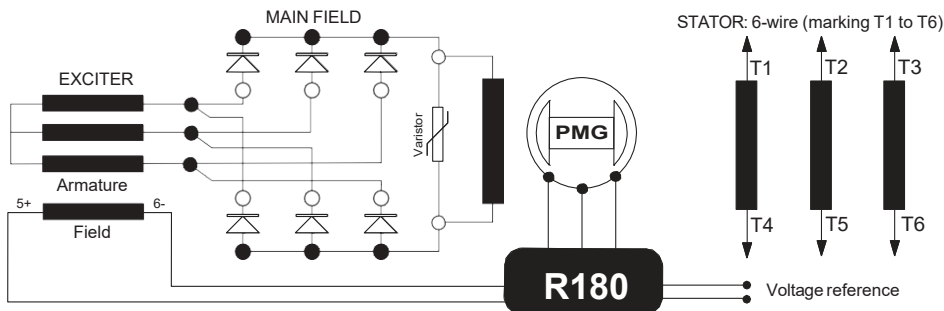 MAIN FIELD
STATOR: 6-wire (marking T1 to T6)
EXCITER
T1
T2
T3
Varistor
PMG
Armature
5+
6-
Field
T4
T5
T6
R180
Voltage reference